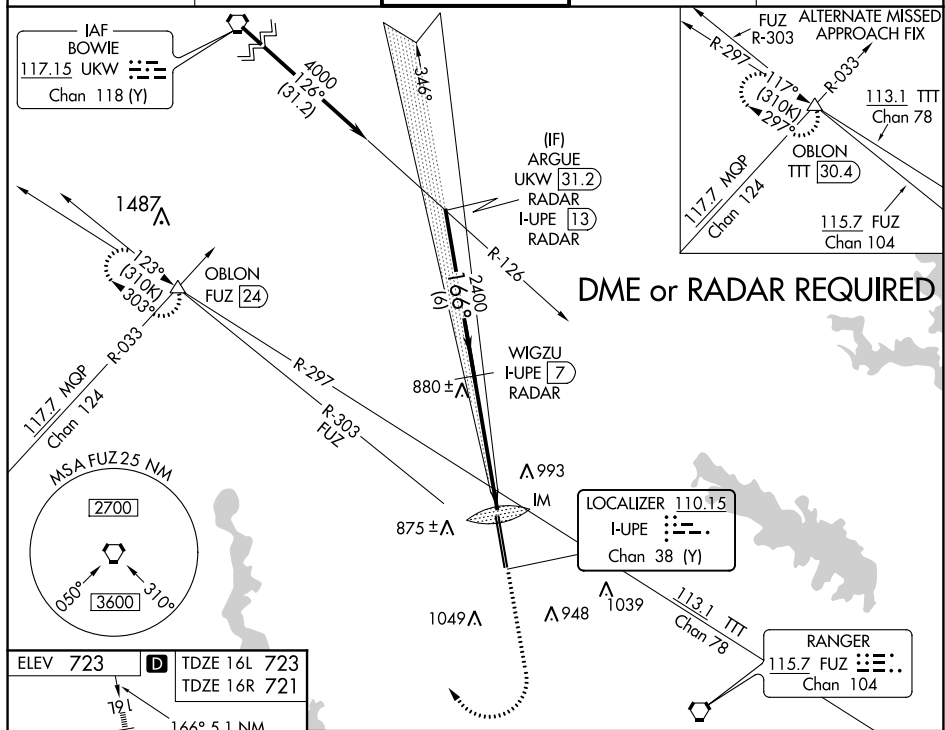 IAF
BOWIE
117.15 UKW
Chan 118 (Y)
4000
126°
(31.2)
346°
(IF)
ARGUE
UKW 31.2
RADAR
I-UPE 13
RADAR
R-126
2400
166°
(6)
WIGZU
I-UPE 7
RADAR
FUZ
R-303
ALTERNATE MISSED
APPROACH FIX
R-297
117°
(310K)
297°
R-033
113.1 TTT
Chan 78
OBLON
TTT 30.4
117.7 MQP
Chan 124
115.7 FUZ
Chan 104
DME or RADAR REQUIRED
1487
123°
(310K)
303°
OBLON
FUZ 24
R-033
117.7 MQP
Chan 124
R-297
R-303
FUZ
880 ±
993
IM
875 ±
LOCALIZER 110.15
I-UPE
Chan 38 (Y)
MSA FUZ 25 NM
2700
050°
310°
3600
1049
948
1039
113.1 TTT
Chan 78
RANGER
115.7 FUZ
Chan 104
ELEV 723
D
TDZE 16L 723
TDZE 16R 721
16L
166° 5.1 NM